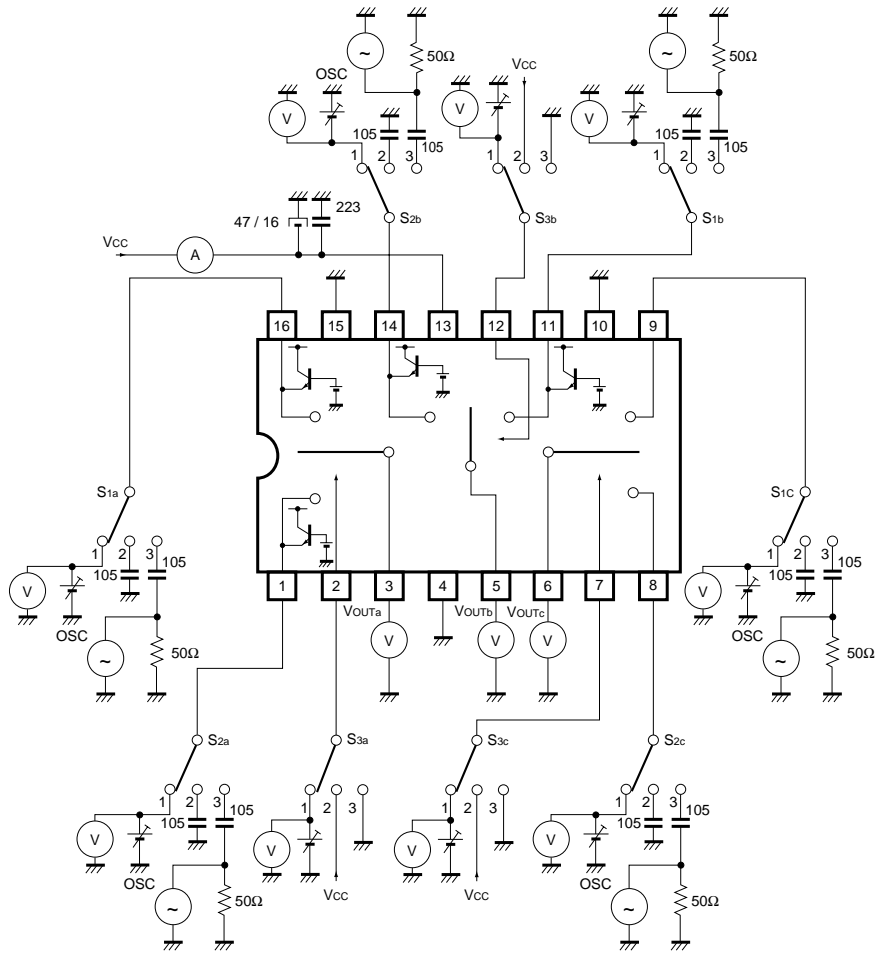 50Ω
50Ω
~
~
OSC
VCC
V
V
V
105
105
105
105
1
2
3
1
2
3
1
2
3
S2b
S3b
S1b
47 / 16
223
VCC
A
16
15
14
13
12
11
10
9
S1a
S1C
1
2
3
105
105
1
2
3
105
105
V
V
OSC
OSC
1
2
3
4
5
6
7
8
VOUTa
VOUTb
VOUTc
V
V
V
~
50Ω
~
50Ω
S2a
S3a
S3c
S2c
1
2
3
105
105
1
2
3
1
2
3
1
2
3
105
105
V
V
V
V
OSC
OSC
VCC
VCC
~
50Ω
~
50Ω